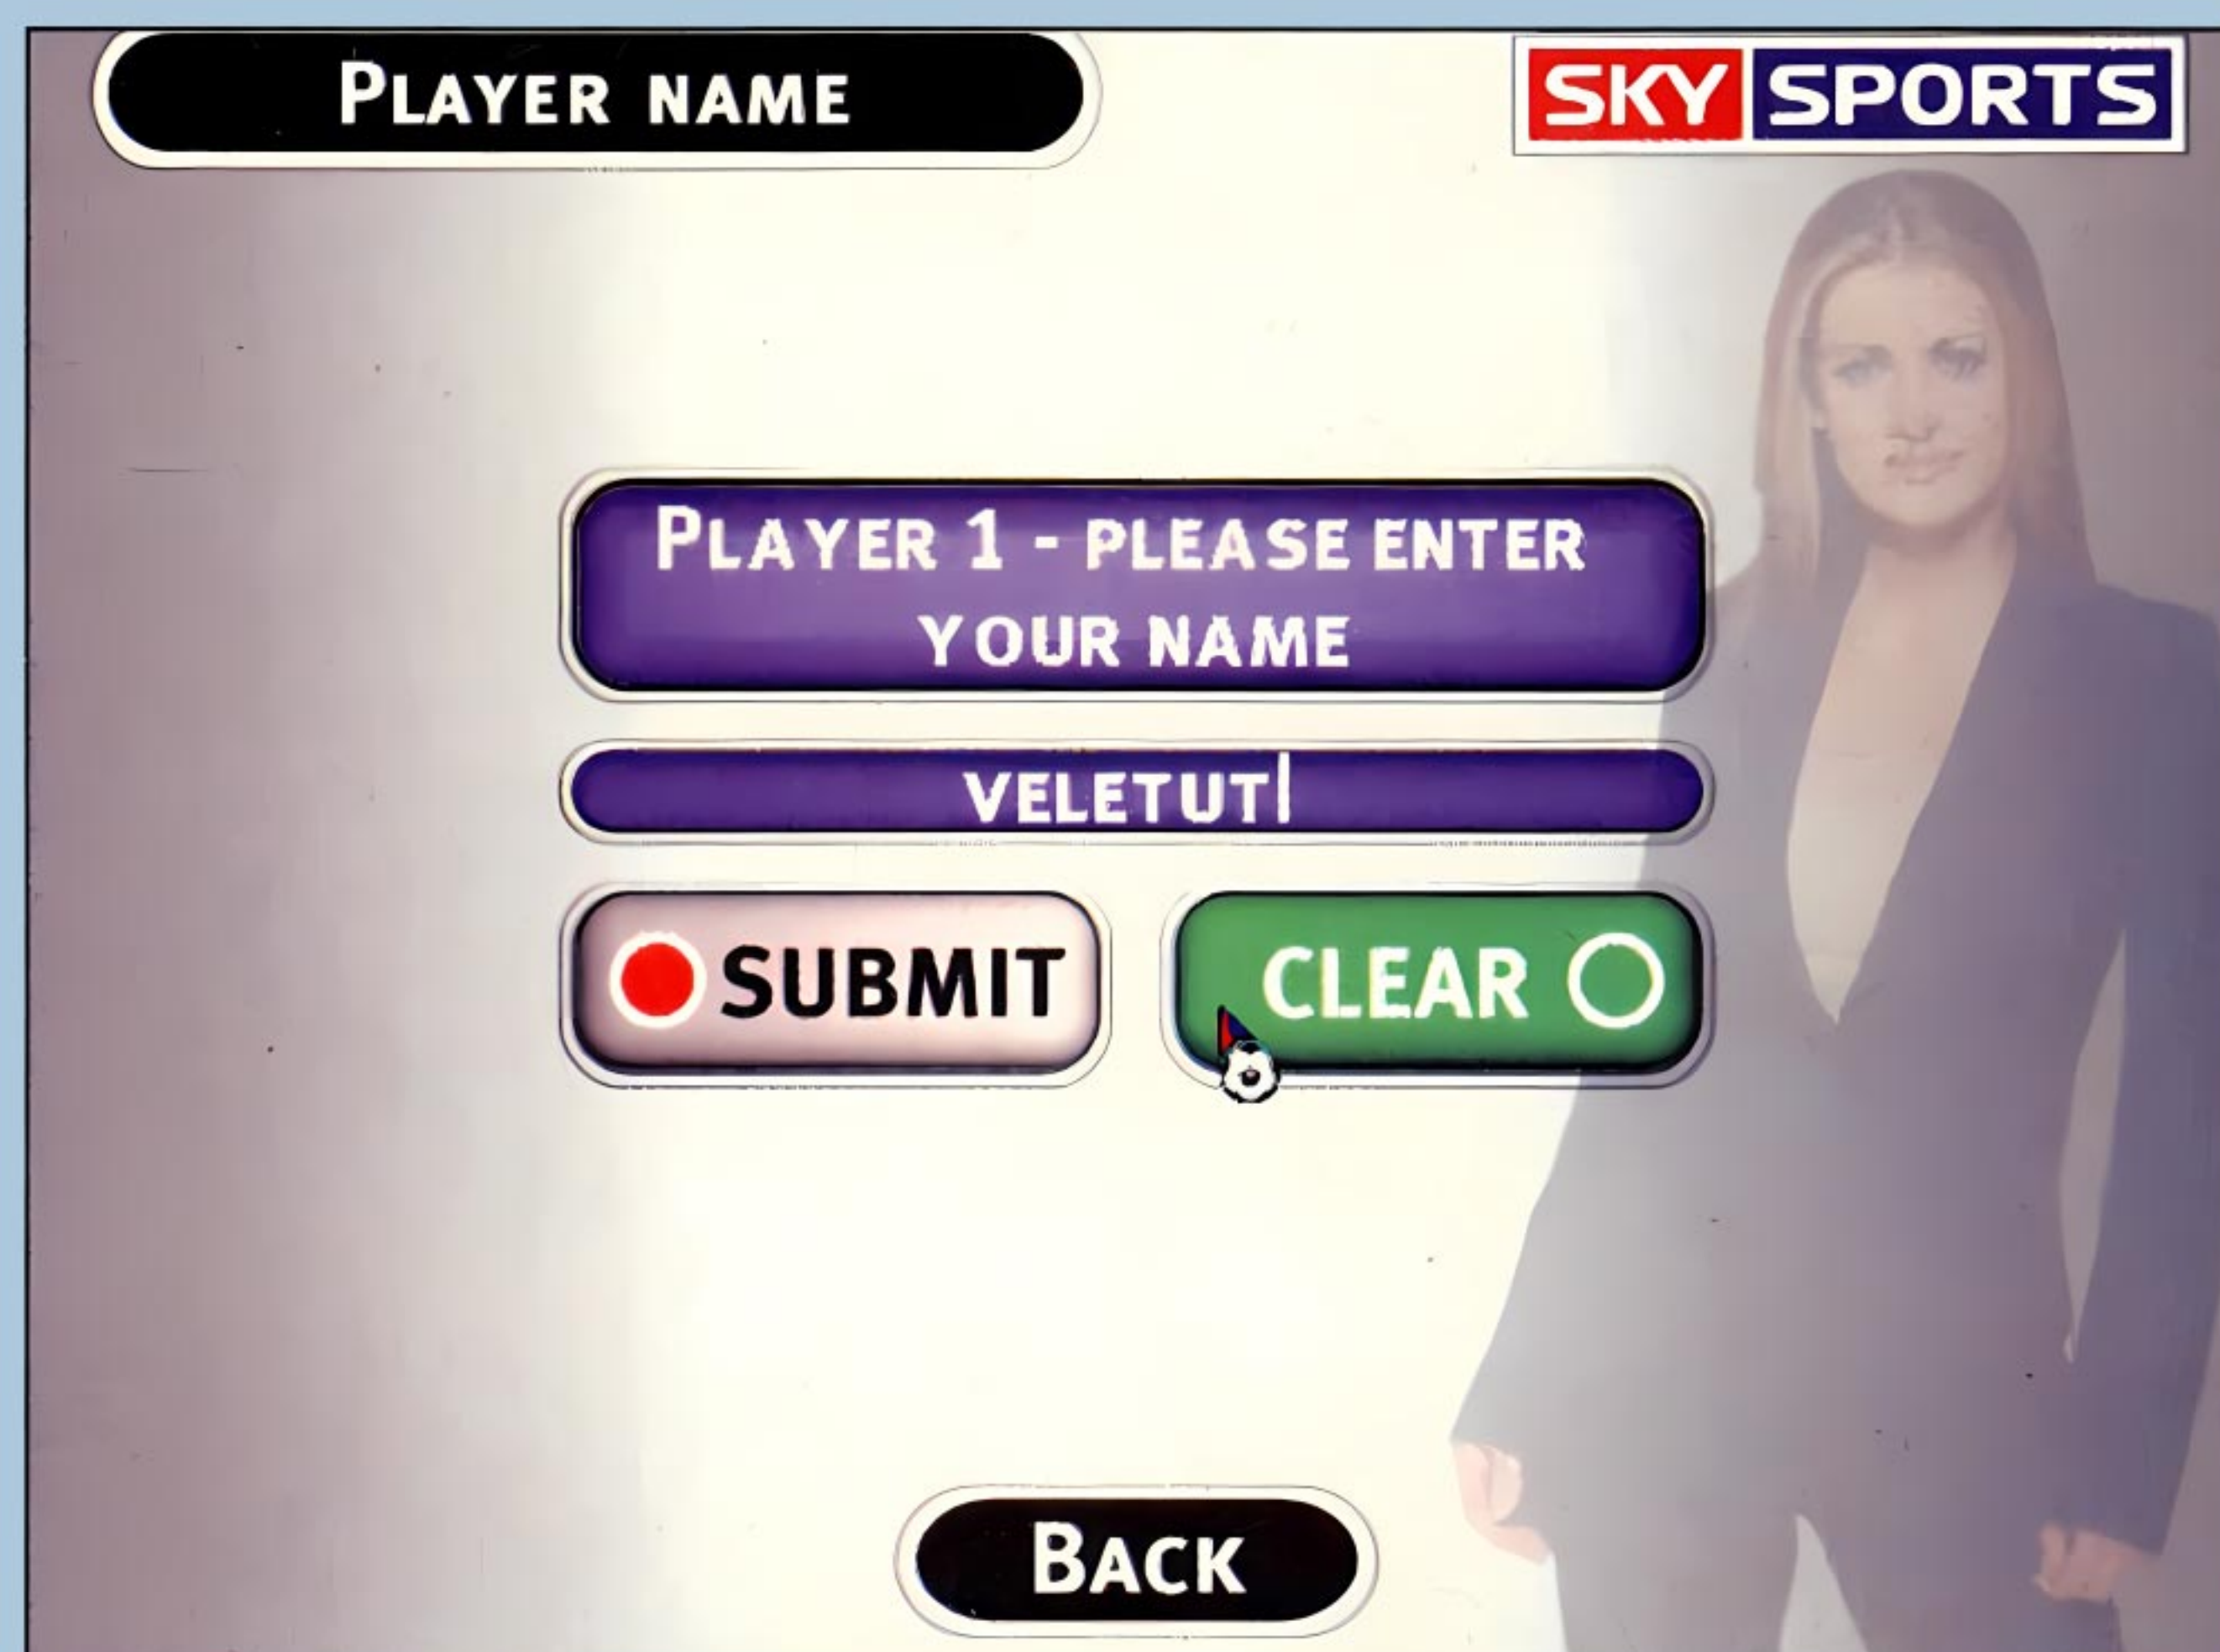 PLAYER NAME
SKY SPORTS
PLAYER 1 - PLEASE ENTER
YOUR NAME
VELETUT
SUBMIT
CLEAR
BACK